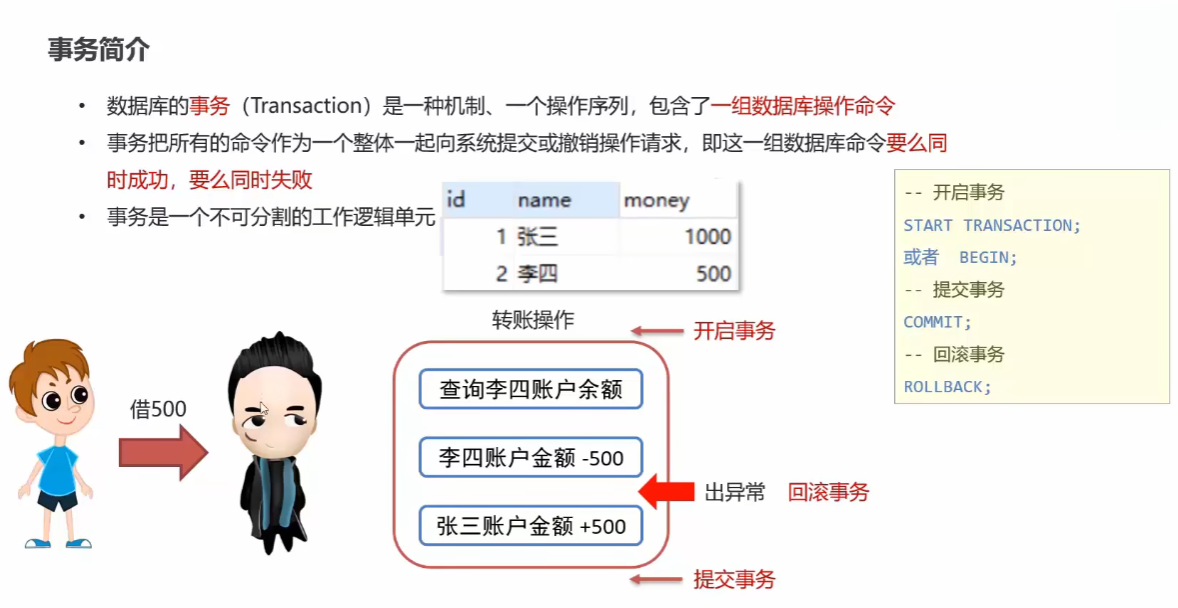 事务简介
• 数据库的事务（Transaction）是一种机制、一个操作序列，包含了一组数据库操作命令
• 事务把所有的命令作为一个整体一起向系统提交或撤销操作请求，即这一组数据库命令要么同
时成功，要么同时失败
• 事务是一个不可分割的工作逻辑单元
id name money
1 张三 1000
2 李四 500
-- 开启事务
START TRANSACTION;
或者 BEGIN;
-- 提交事务
COMMIT;
-- 回滚事务
ROLLBACK;
转账操作
开启事务
借500
查询李四账户余额
李四账户金额 -500
出异常 回滚事务
张三账户金额 +500
提交事务